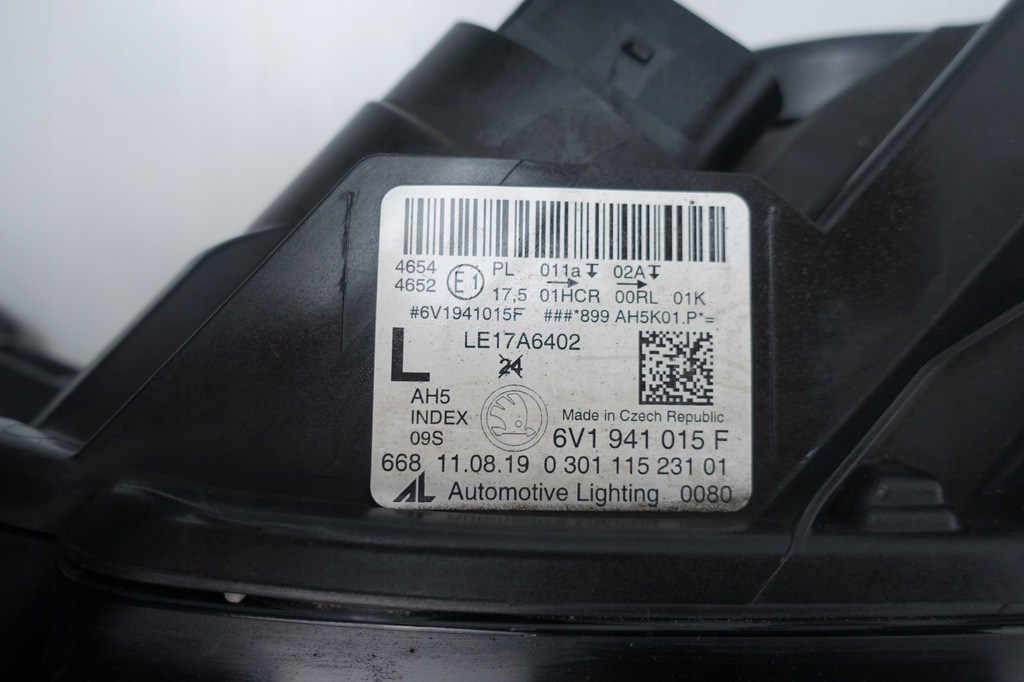 4654 E1 PL 011a 02A
4652 17,5 01HCR 00RL 01K
#6V1941015F ###*899 AH5K01.P*=
L LE17A6402
24
AH5
INDEX
09S
Made in Czech Republic
6V1 941 015 F
668 11.08.19 0 301 115 231 01
AL Automotive Lighting 0080